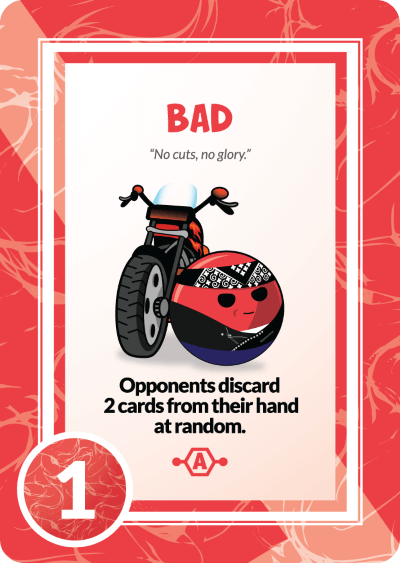 BAD
“No cuts, no glory.”
Opponents discard
2 cards from their hand
at random.
A
1